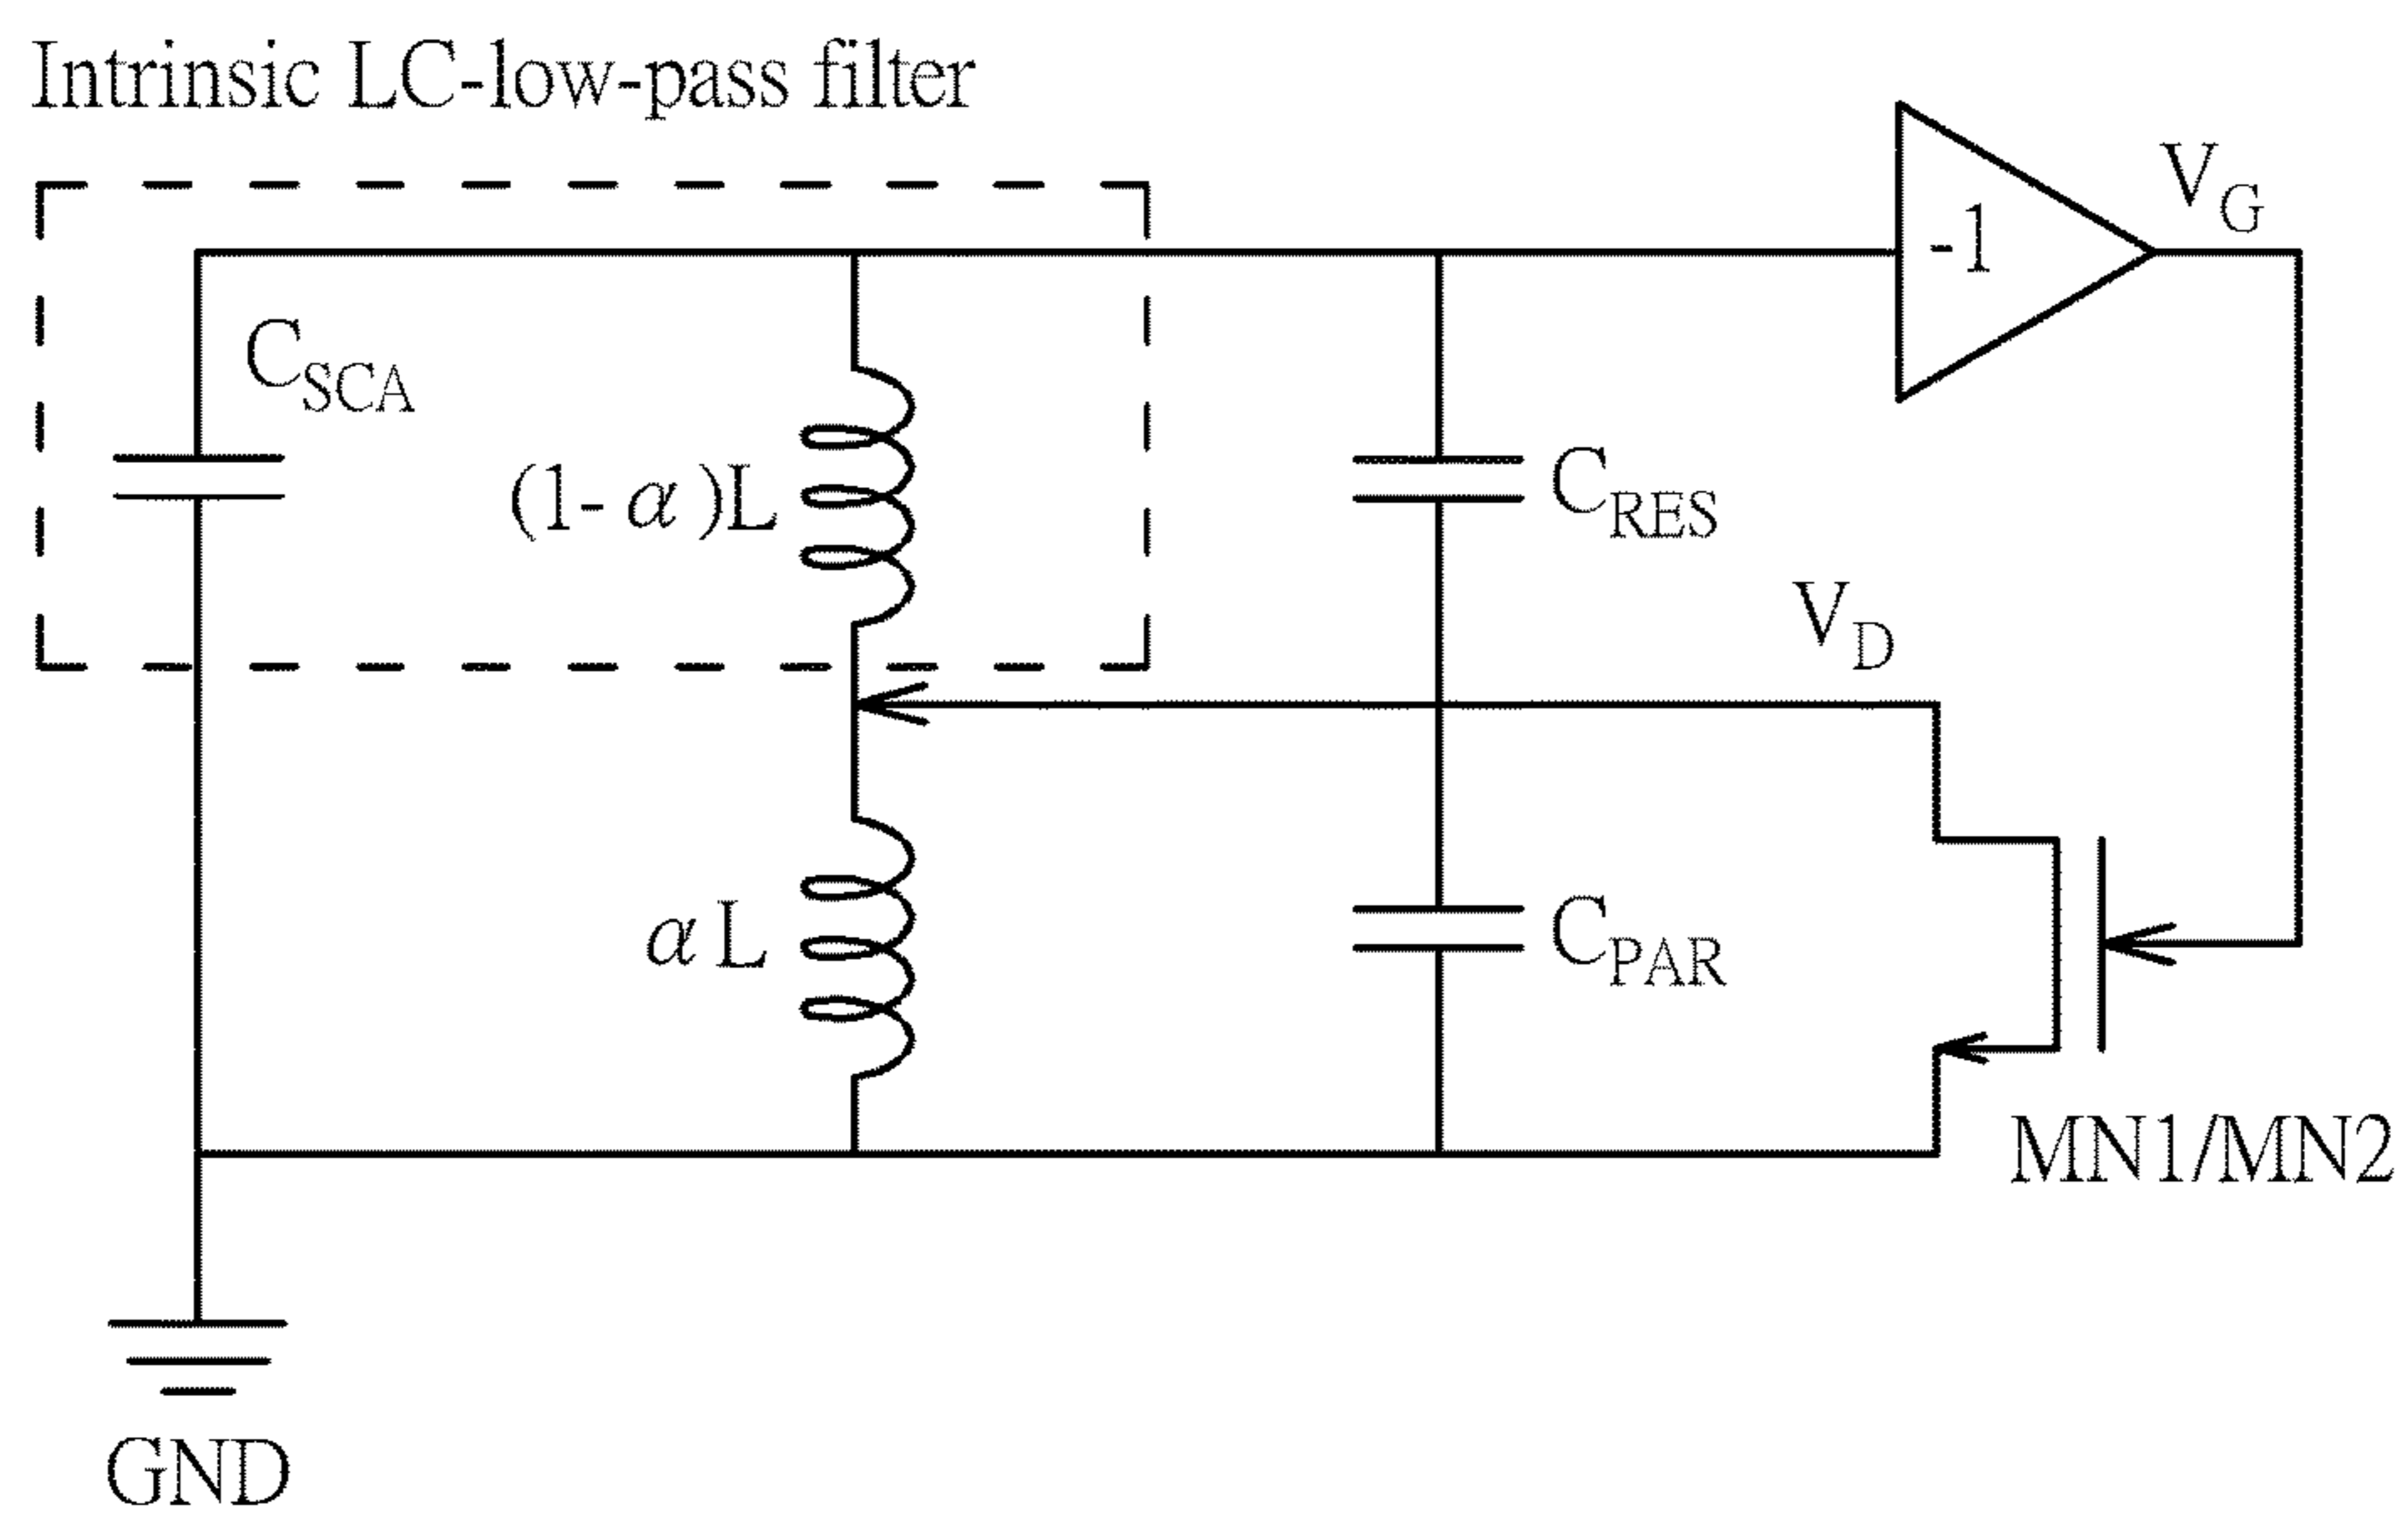 Intrinsic LC-low-pass filter
-1
V_G
C_SCA
(1-α)L
C_RES
V_D
αL
C_PAR
MN1/MN2
GND